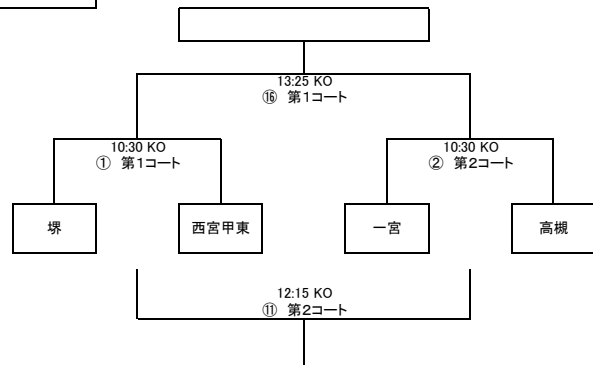 13:25 KO
⑯ 第1コート
10:30 KO
① 第1コート
10:30 KO
② 第2コート
堺
西宮甲東
一宮
高槻
12:15 KO
⑪ 第2コート